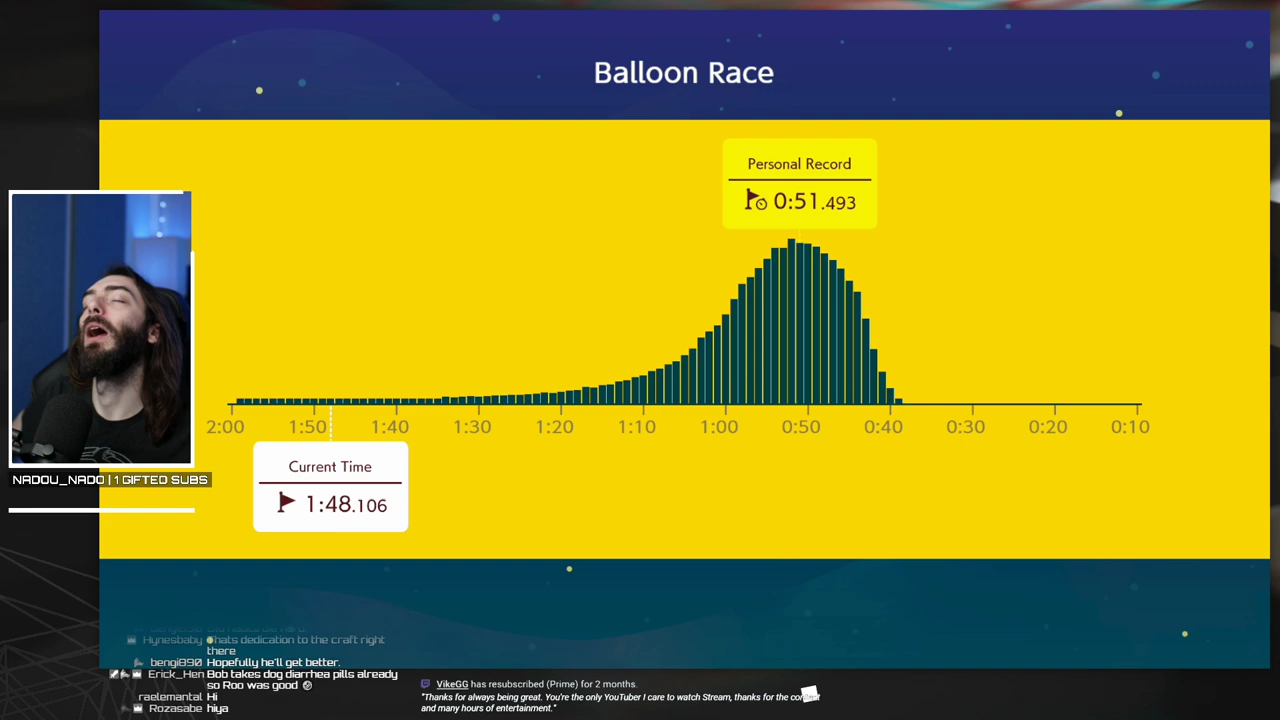 Balloon Race
Personal Record
0:51.493
2:00 1:50 1:40 1:30 1:20 1:10 1:00 0:50 0:40 0:30 0:20 0:10
Current Time
1:48.106
NADOU_NADO | 1 GIFTED SUBS
Hynesbaby Thats dedication to the craft right
there
bengi890 Hopefully he'll get better.
Erick_Hen Bob takes dog diarrhea pills already
so Roo was good
raelemantal Hi
Rozasabe hiya
VikeGG has resubscribed (Prime) for 2 months.
"Thanks for always being great. You're the only YouTuber I care to watch Stream, thanks for the
and many hours of entertainment."